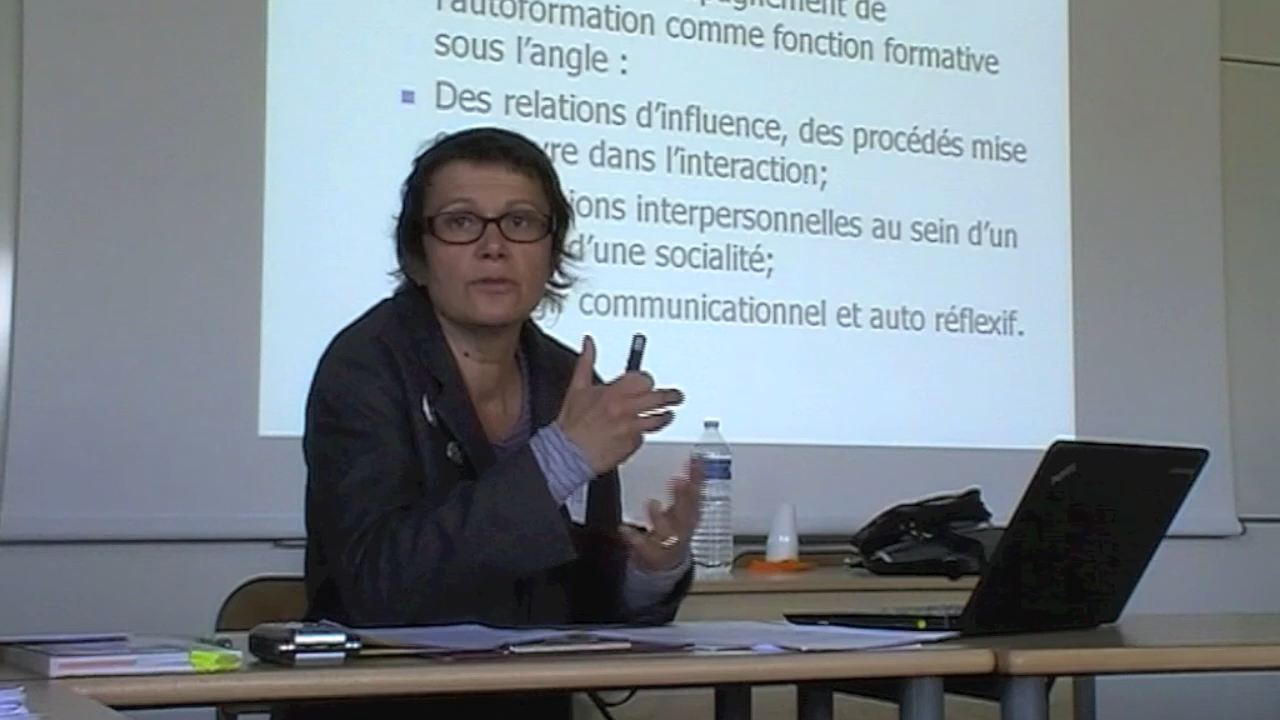 de
l'autoformation comme fonction formative
sous l'angle :
Des relations d'influence, des procédés mise
dans l'interaction;
interpersonnelles au sein d'un
d'une socialité;
communicationnel et auto réflexif.